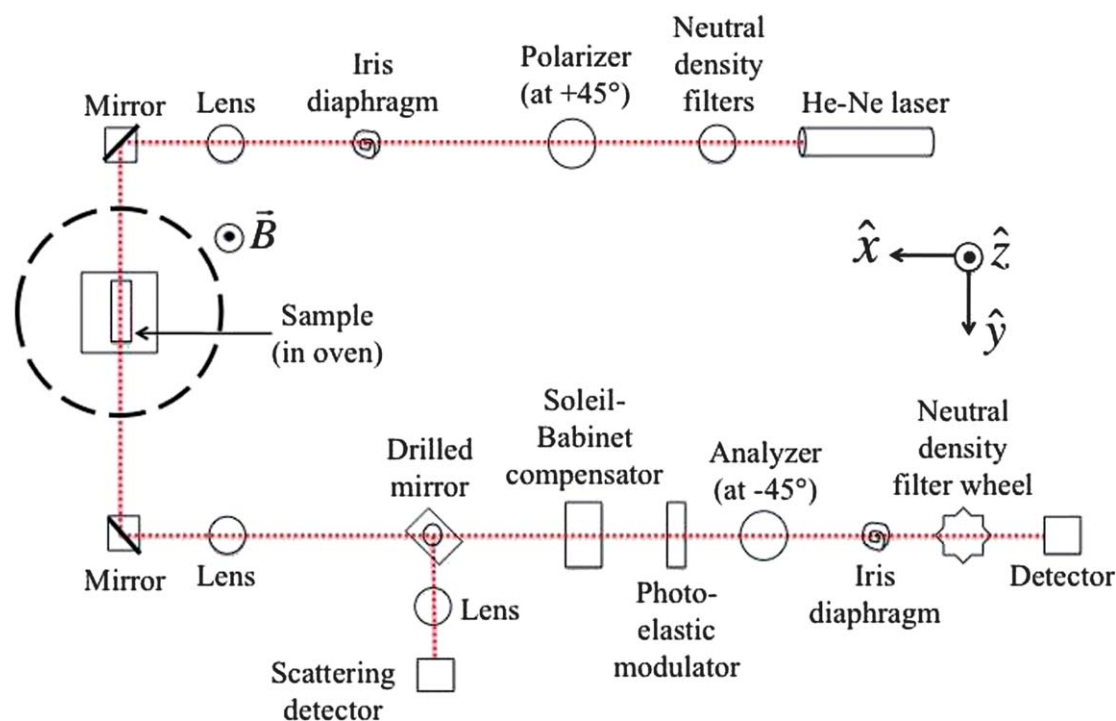 Mirror
Lens
Iris
diaphragm
Polarizer
(at +45°)
Neutral
density
filters
He-Ne laser
B
x̂
ẑ
ŷ
Sample
(in oven)
Mirror
Lens
Drilled
mirror
Lens
Scattering
detector
Soleil-
Babinet
compensator
Photo-
elastic
modulator
Analyzer
(at -45°)
Iris
diaphragm
Neutral
density
filter wheel
Detector